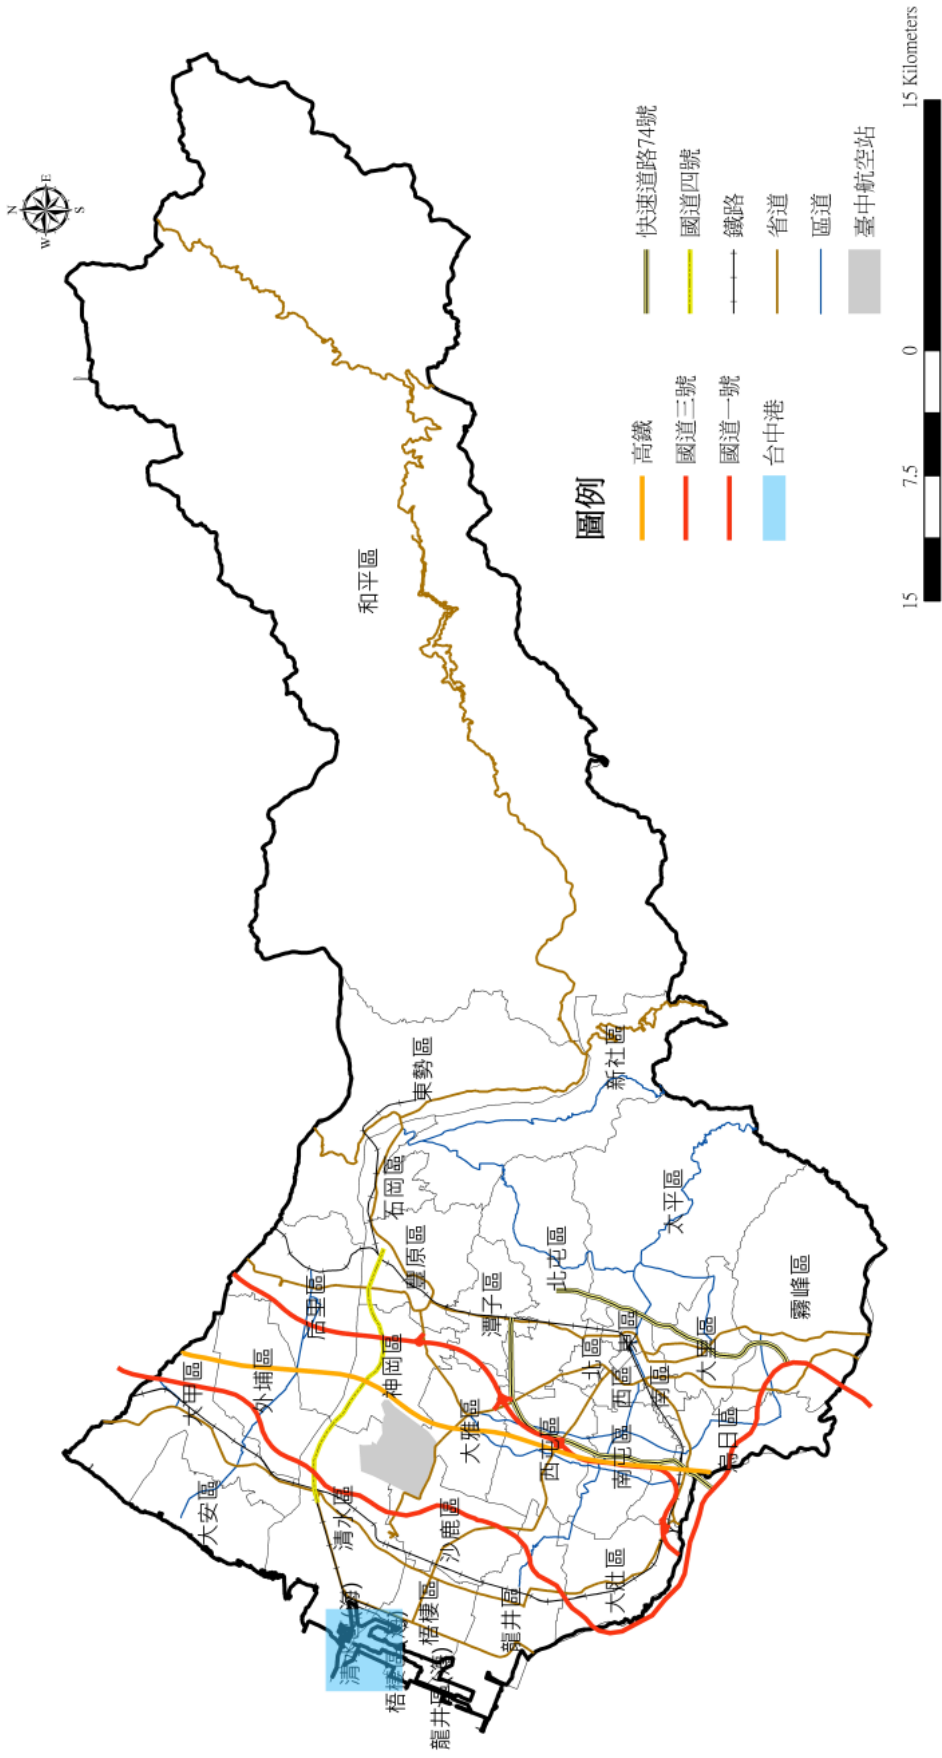 N
E
S
W
和平區
東勢區
新社區
石岡區
豐原區
后里區
外埔區
大甲區
大安區
神岡區
潭子區
北屯區
太平區
霧峰區
大雅區
北區
東區
西區
南區
大里區
西屯區
南屯區
烏日區
清水區
沙鹿區
梧棲區
龍井區
大肚區
龍井區(海)
圖例
高鐵
國道三號
國道一號
台中港
快速道路74號
國道四號
鐵路
省道
區道
臺中航空站
15
7.5
0
15 Kilometers